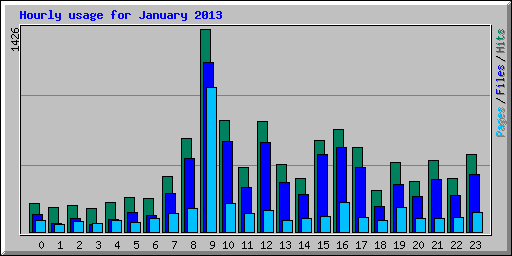 Hourly usage for January 2013
1426
Pages/Files/Hits
0 1 2 3 4 5 6 7 8 9 10 11 12 13 14 15 16 17 18 19 20 21 22 23